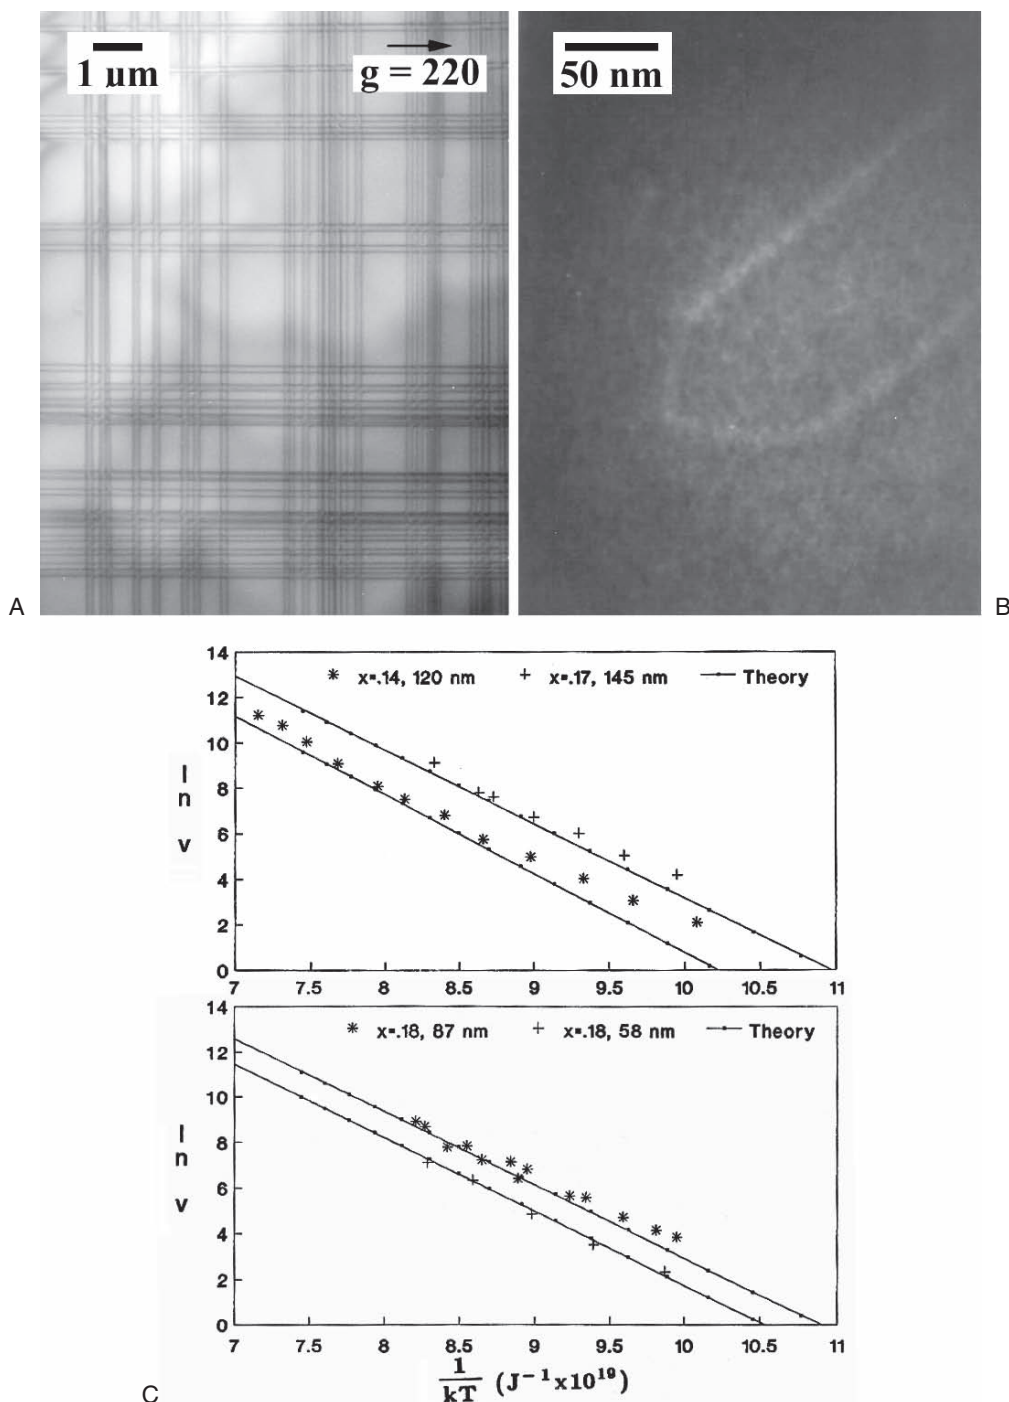 1 µm
g = 220
50 nm
A
B
14
12
10
8
6
4
2
0
ln v
x=.14, 120 nm
x=.17, 145 nm
Theory
7 7.5 8 8.5 9 9.5 10 10.5 11
14
12
10
8
6
4
2
0
ln v
x=.18, 87 nm
x=.18, 58 nm
Theory
7 7.5 8 8.5 9 9.5 10 10.5 11
1
kT (J⁻¹x10¹⁹)
C